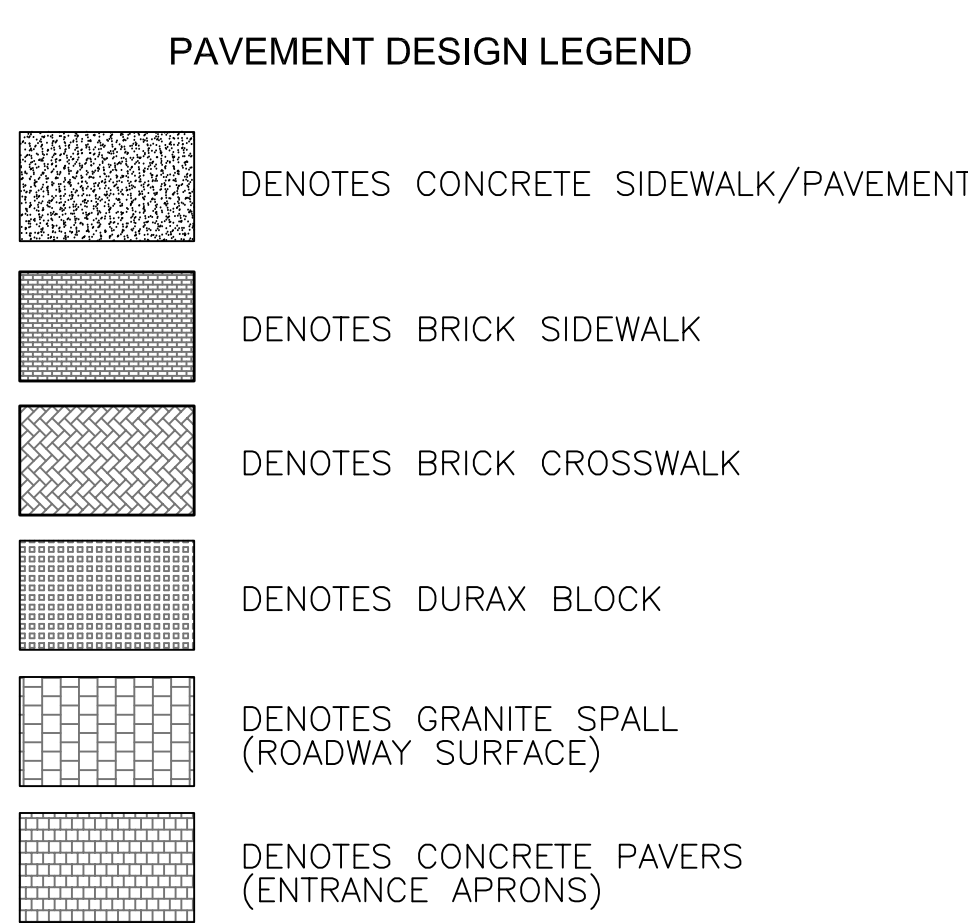 PAVEMENT DESIGN LEGEND
DENOTES CONCRETE SIDEWALK/PAVEMENT
DENOTES BRICK SIDEWALK
DENOTES BRICK CROSSWALK
DENOTES DURAX BLOCK
DENOTES GRANITE SPALL
(ROADWAY SURFACE)
DENOTES CONCRETE PAVERS
(ENTRANCE APRONS)